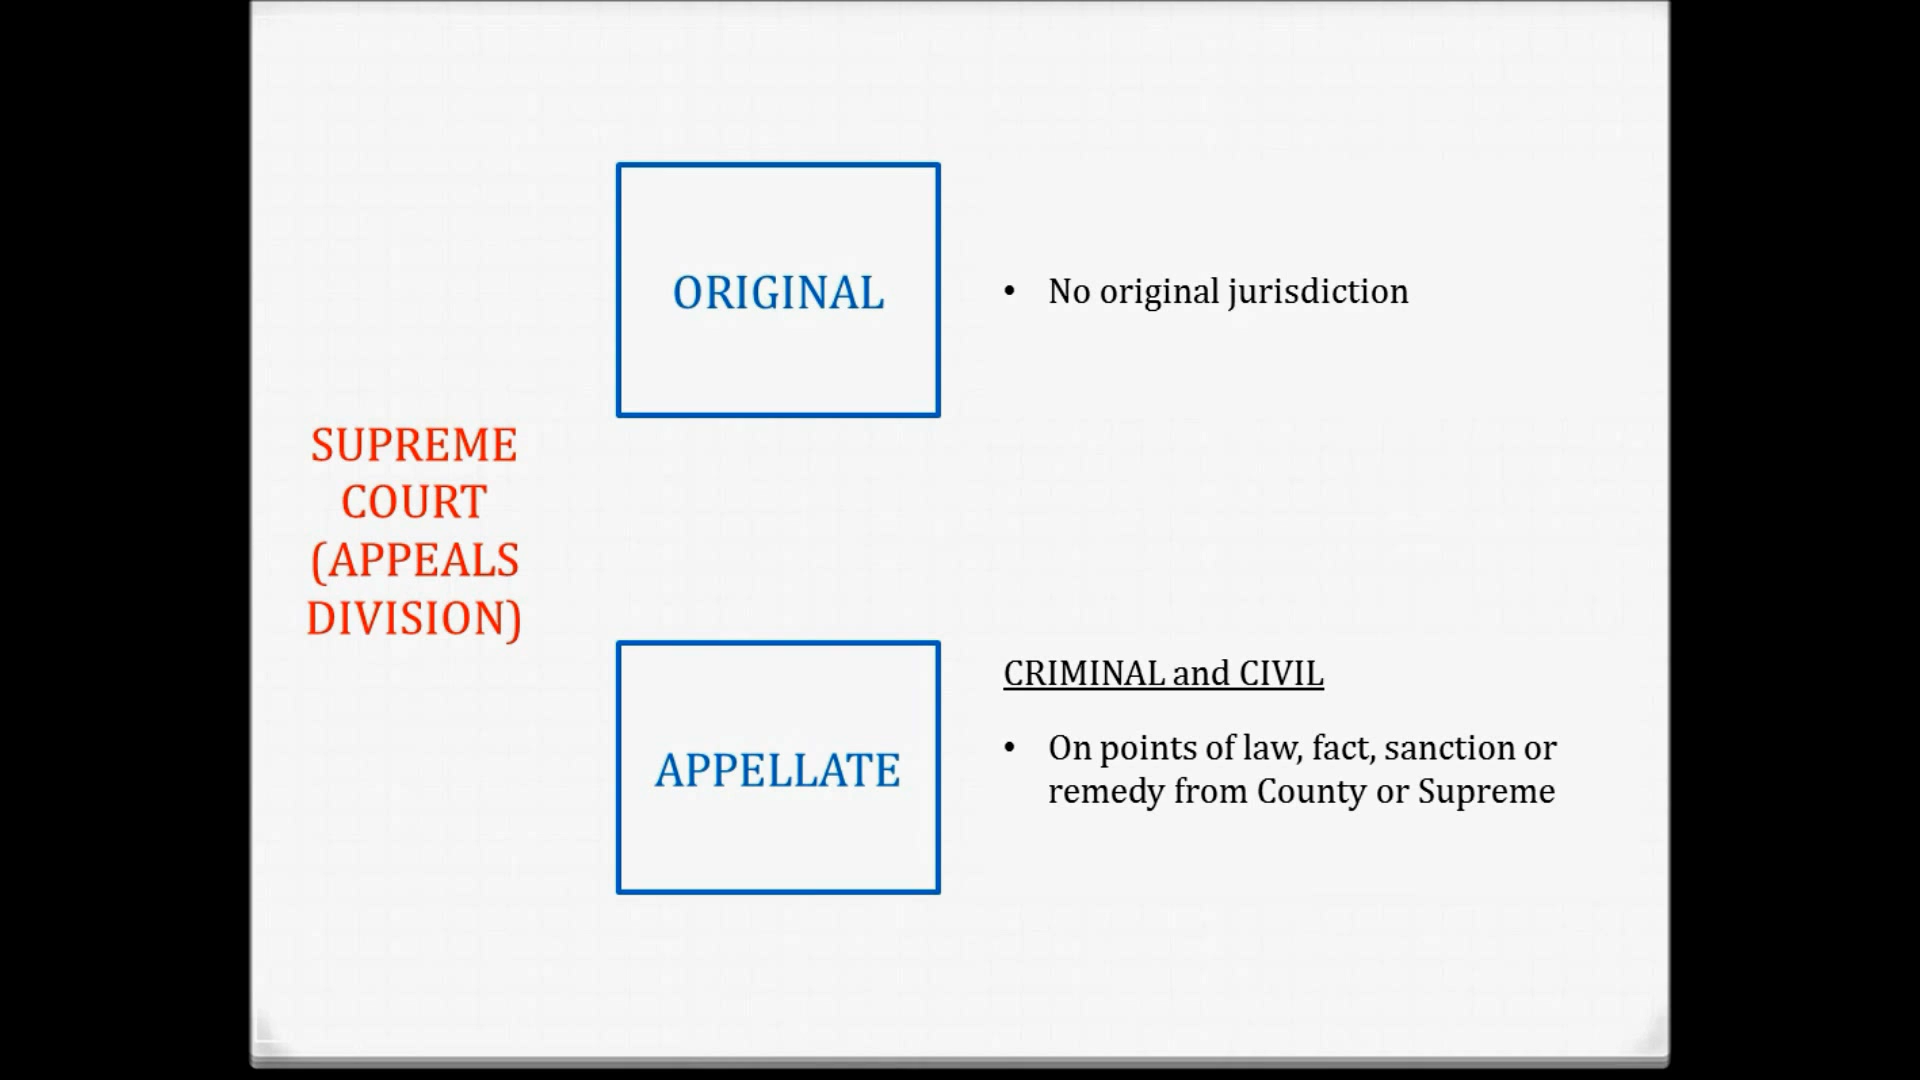 SUPREME
COURT
(APPEALS
DIVISION)
ORIGINAL
• No original jurisdiction
APPELLATE
CRIMINAL and CIVIL
• On points of law, fact, sanction or
remedy from County or Supreme